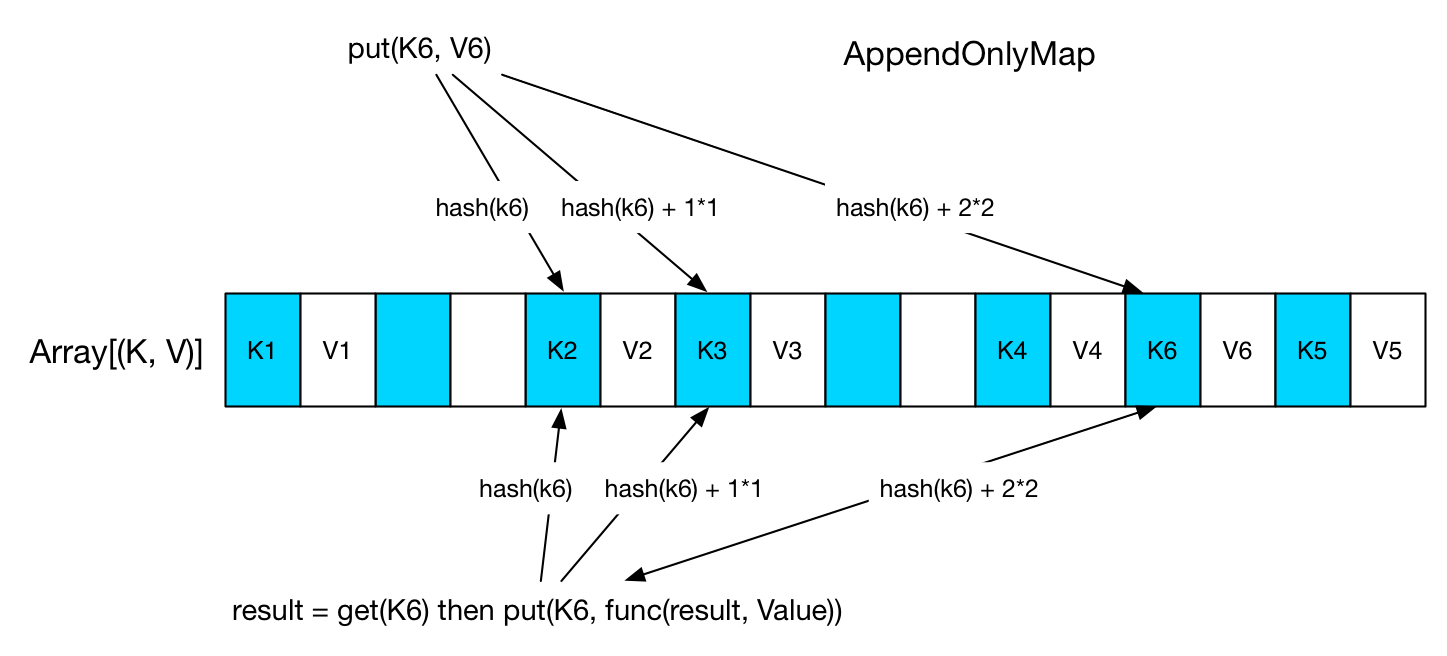 put(K6, V6)
AppendOnlyMap
hash(k6)
hash(k6) + 1*1
hash(k6) + 2*2
Array[(K, V)]
K1
V1
K2
V2
K3
V3
K4
V4
K6
V6
K5
V5
hash(k6)
hash(k6) + 1*1
hash(k6) + 2*2
result = get(K6) then put(K6, func(result, Value))